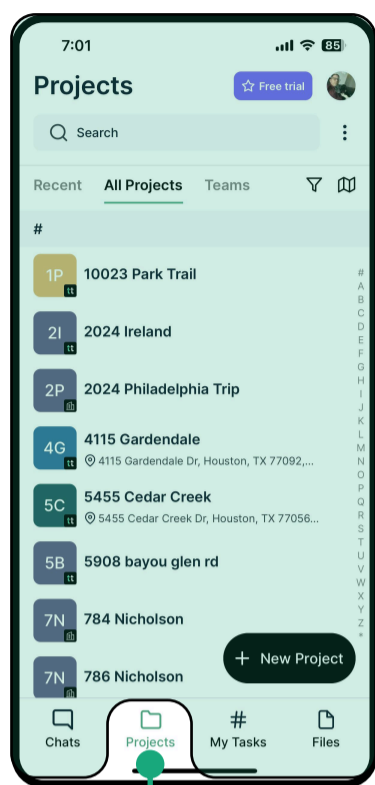 7:01
85
Projects
Free trial
Search
Recent All Projects Teams
#
1P 10023 Park Trail
tt
2I 2024 Ireland
tt
2P 2024 Philadelphia Trip
4G 4115 Gardendale
tt 4115 Gardendale Dr, Houston, TX 77092,...
5C 5455 Cedar Creek
tt 5455 Cedar Creek Dr, Houston, TX 77056...
5B 5908 bayou glen rd
tt
7N 784 Nicholson
7N 786 Nicholson
+ New Project
#
A
B
C
D
E
F
G
H
I
J
K
L
M
N
O
P
Q
R
S
T
U
V
W
X
Y
Z
*
Chats Projects My Tasks Files